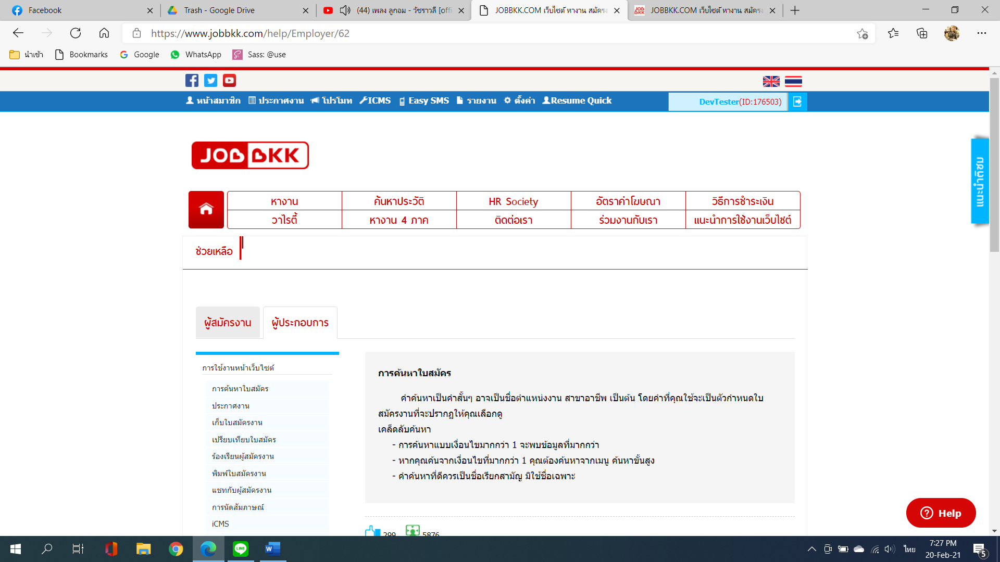 Facebook
Trash - Google Drive
(44) เพลง ลูกอม - วัชราวลี [offi
JOBBKK.COM เว็บไซต์ หางาน สมัครง
JOBBKK.COM เว็บไซต์ หางาน สมัครง
https://www.jobbkk.com/help/Employer/62
นำเข้า
Bookmarks
Google
WhatsApp
Sass: @use
หน้าสมาชิก
ประกาศงาน
โปรโมท
ICMS
Easy SMS
รายงาน
ตั้งค่า
Resume Quick
DevTester(ID:176503)
JOBBKK
แนะนำติชม
หางาน
ค้นหาประวัติ
HR Society
อัตราค่าโฆษณา
วิธีการชำระเงิน
วาไรตี้
หางาน 4 ภาค
ติดต่อเรา
ร่วมงานกับเรา
แนะนำการใช้งานเว็บไซต์
ช่วยเหลือ
ผู้สมัครงาน
ผู้ประกอบการ
การใช้งานหน้าเว็บไซต์
การค้นหาใบสมัคร
ประกาศงาน
เก็บใบสมัครงาน
เปรียบเทียบใบสมัคร
ร้องเรียนผู้สมัครงาน
พิมพ์ใบสมัครงาน
แชทกับผู้สมัครงาน
การนัดสัมภาษณ์
iCMS
การค้นหาใบสมัคร
คำค้นหาเป็นคำสั้นๆ อาจเป็นชื่อตำแหน่งงาน สาขาอาชีพ เป็นต้น โดยคำที่คุณใช้จะเป็นตัวกำหนดใบ
สมัครงานที่จะปรากฏให้คุณเลือกดู
เคล็ดลับค้นหา
- การค้นหาแบบเงื่อนไขมากกว่า 1 จะพบข้อมูลที่มากกว่า
- หากคุณค้นจากเงื่อนไขที่มากกว่า 1 คุณต้องค้นหาจากเมนู ค้นหาขั้นสูง
- คำค้นหาที่ดีควรเป็นชื่อเรียกสามัญ มิใช้ชื่อเฉพาะ
299
5876
Help
ไทย
7:27 PM
20-Feb-21
5